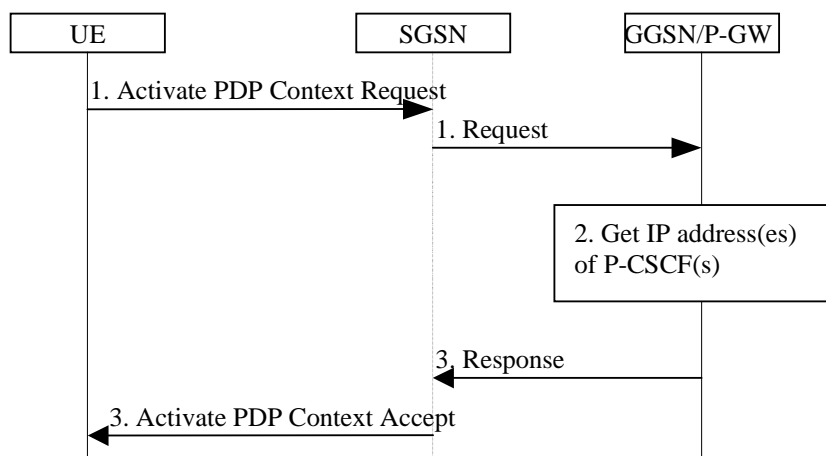 UE
SGSN
GGSN/P-GW
1. Activate PDP Context Request
1. Request
2. Get IP address(es)
of P-CSCF(s)
3. Response
3. Activate PDP Context Accept